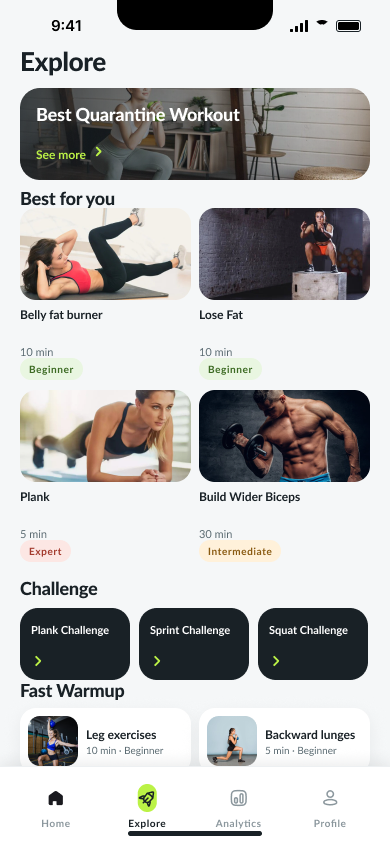 9:41
Explore
Best Quarantine Workout
See more
Best for you
Belly fat burner
10 min
Beginner
Lose Fat
10 min
Beginner
Plank
5 min
Expert
Build Wider Biceps
30 min
Intermediate
Challenge
Plank Challenge
Sprint Challenge
Squat Challenge
Fast Warmup
Leg exercises
10 min · Beginner
Backward lunges
5 min · Beginner
Home
Explore
Analytics
Profile